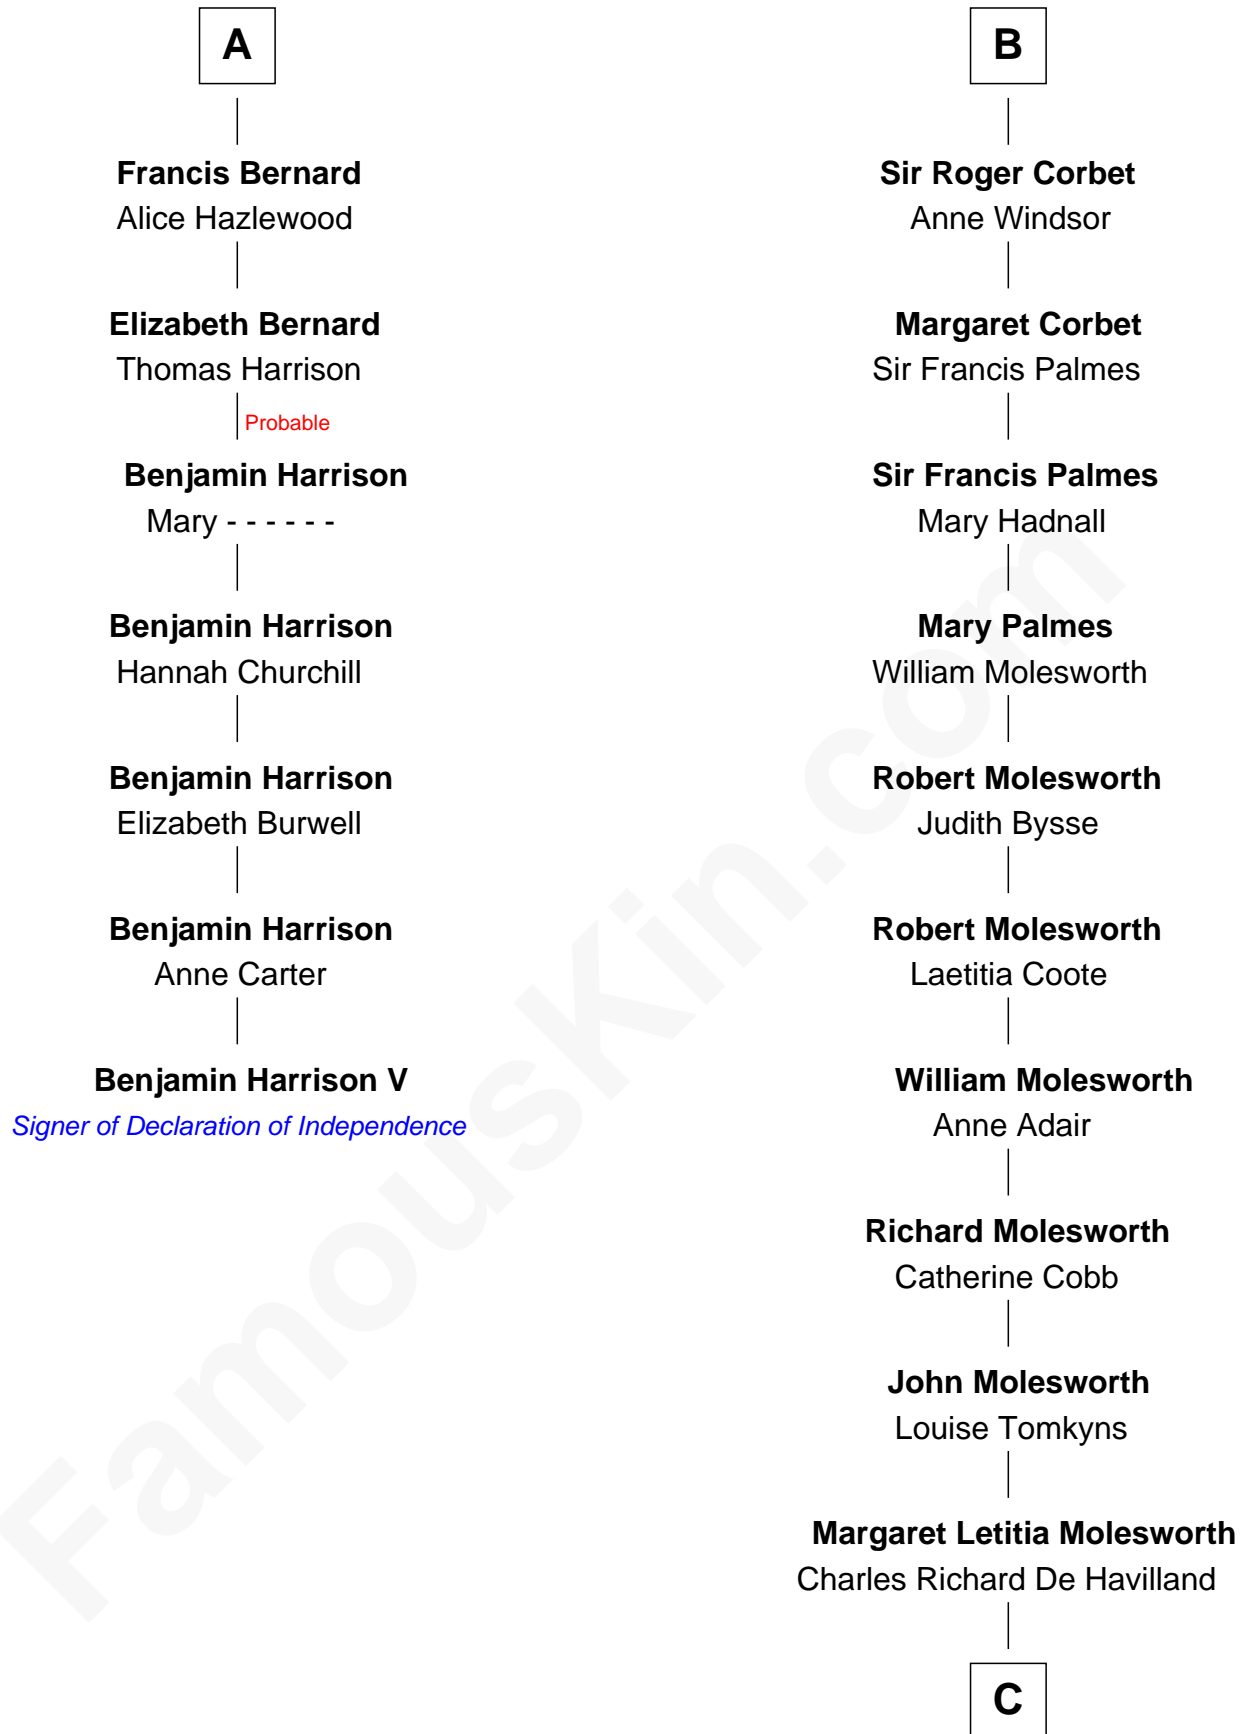 A
Francis Bernard
Alice Hazlewood
Elizabeth Bernard
Thomas Harrison
Probable
Benjamin Harrison
Mary - - - - - -
Benjamin Harrison
Hannah Churchill
Benjamin Harrison
Elizabeth Burwell
Benjamin Harrison
Anne Carter
Benjamin Harrison V
Signer of Declaration of Independence
B
Sir Roger Corbet
Anne Windsor
Margaret Corbet
Sir Francis Palmes
Sir Francis Palmes
Mary Hadnall
Mary Palmes
William Molesworth
Robert Molesworth
Judith Bysse
Robert Molesworth
Laetitia Coote
William Molesworth
Anne Adair
Richard Molesworth
Catherine Cobb
John Molesworth
Louise Tomkyns
Margaret Letitia Molesworth
Charles Richard De Havilland
C
FamousKin.com